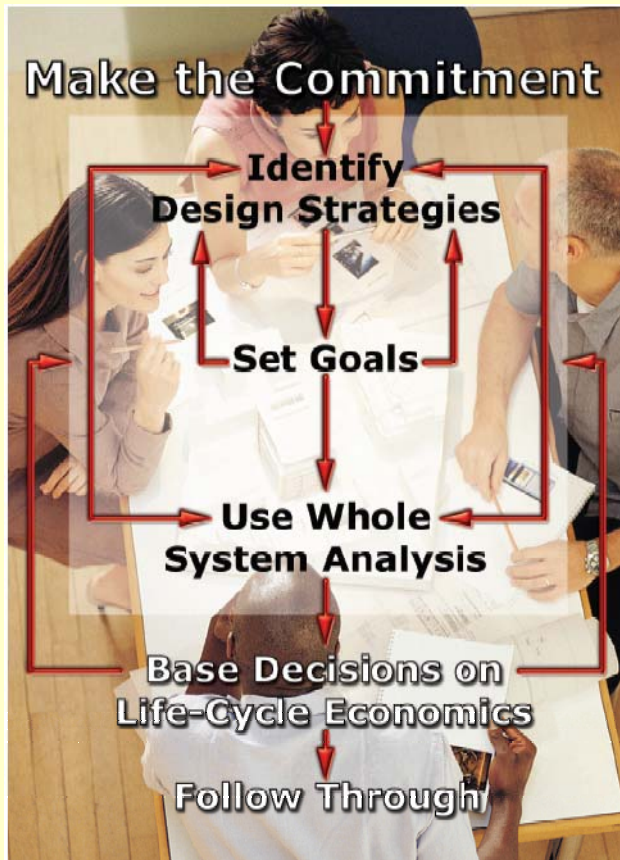 Make the Commitment
Identify
Design Strategies
Set Goals
Use Whole
System Analysis
Base Decisions on
Life-Cycle Economics
Follow Through